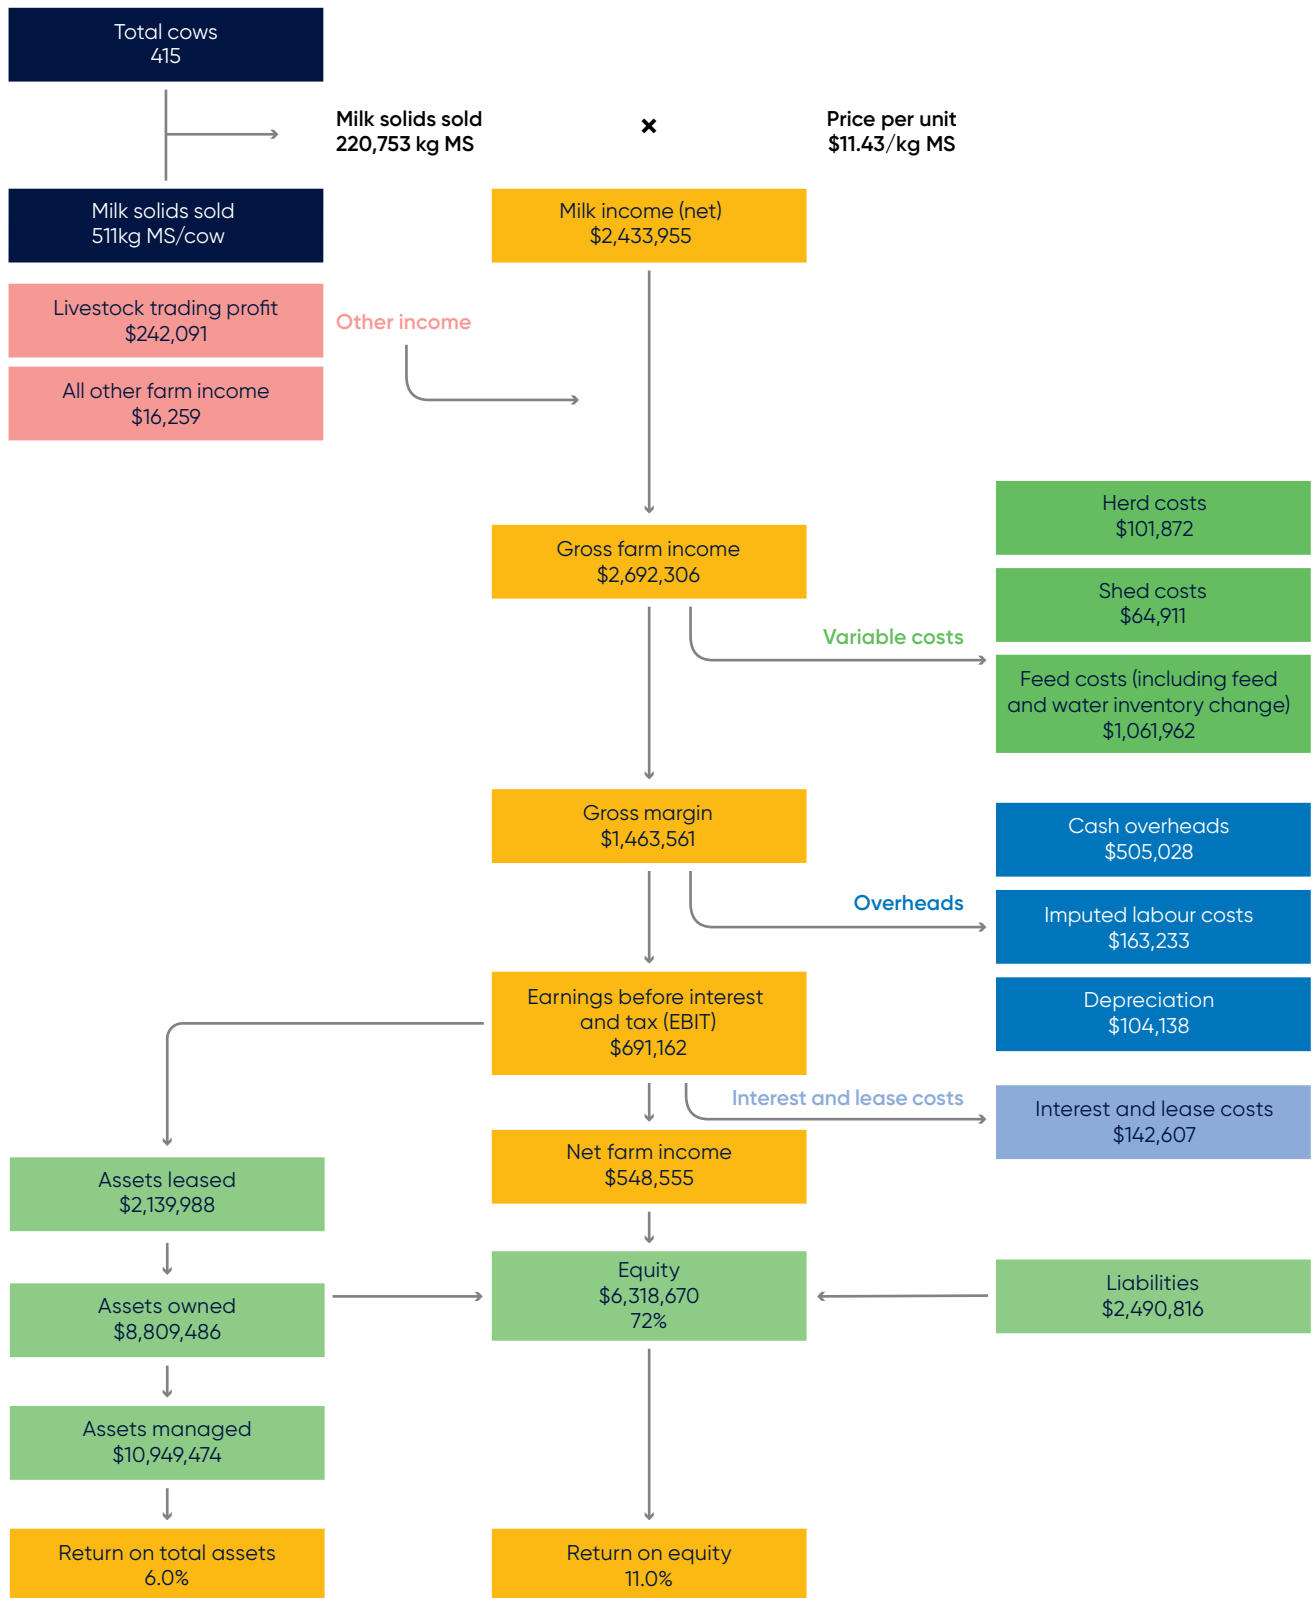 Total cows
415
Milk solids sold
220,753 kg MS
×
Price per unit
$11.43/kg MS
Milk solids sold
511kg MS/cow
Milk income (net)
$2,433,955
Livestock trading profit
$242,091
Other income
All other farm income
$16,259
Herd costs
$101,872
Gross farm income
$2,692,306
Shed costs
$64,911
Variable costs
Feed costs (including feed
and water inventory change)
$1,061,962
Gross margin
$1,463,561
Cash overheads
$505,028
Overheads
Imputed labour costs
$163,233
Earnings before interest
and tax (EBIT)
$691,162
Depreciation
$104,138
Interest and lease costs
Interest and lease costs
$142,607
Net farm income
$548,555
Assets leased
$2,139,988
Equity
$6,318,670
72%
Liabilities
$2,490,816
Assets owned
$8,809,486
Assets managed
$10,949,474
Return on total assets
6.0%
Return on equity
11.0%